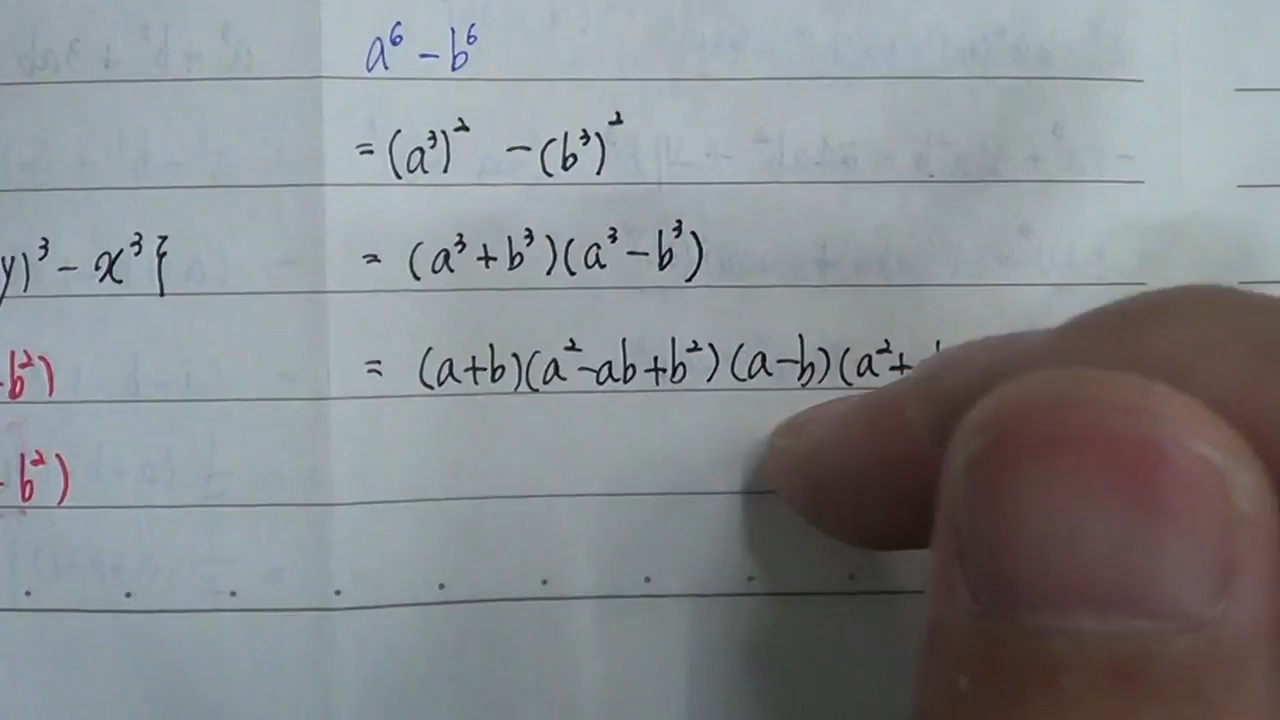 a⁶ - b⁶
= (a³)² - (b³)²
y)³ - x³}
= (a³+b³)(a³-b³)
b²)
= (a+b)(a²-ab+b²)(a-b)(a²+
b²)